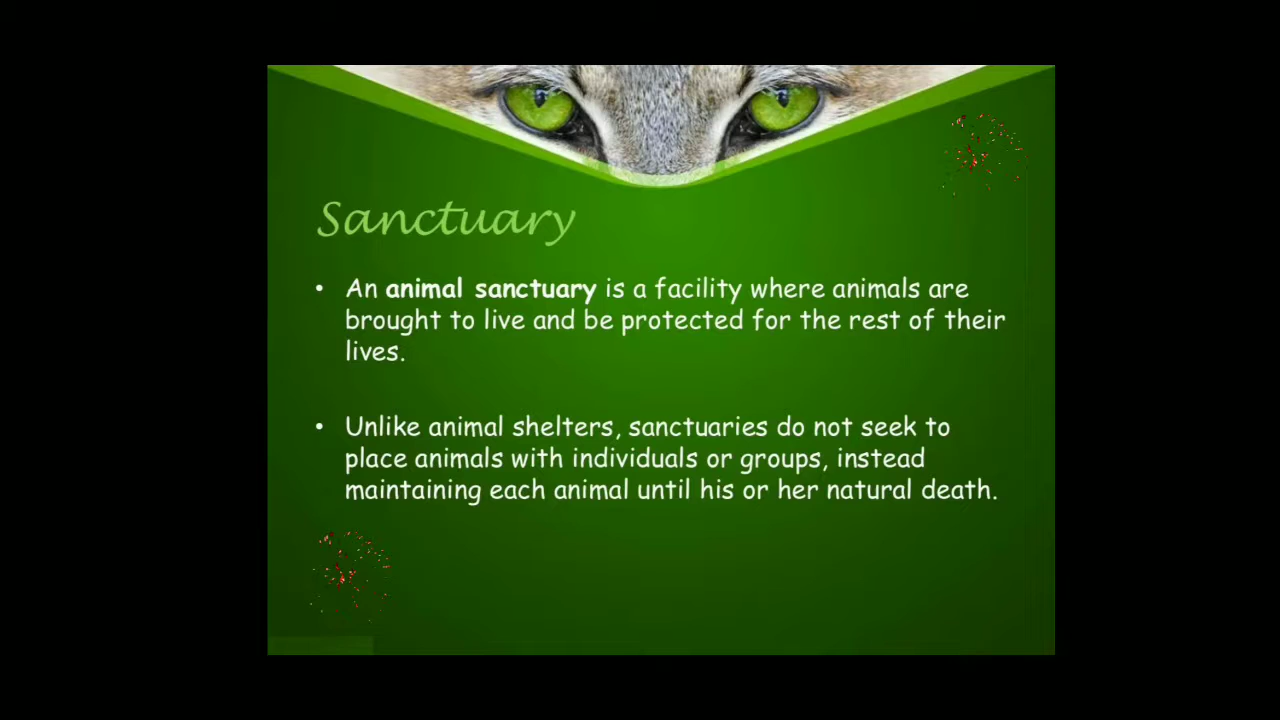 Sanctuary
• An animal sanctuary is a facility where animals are
brought to live and be protected for the rest of their
lives.
• Unlike animal shelters, sanctuaries do not seek to
place animals with individuals or groups, instead
maintaining each animal until his or her natural death.